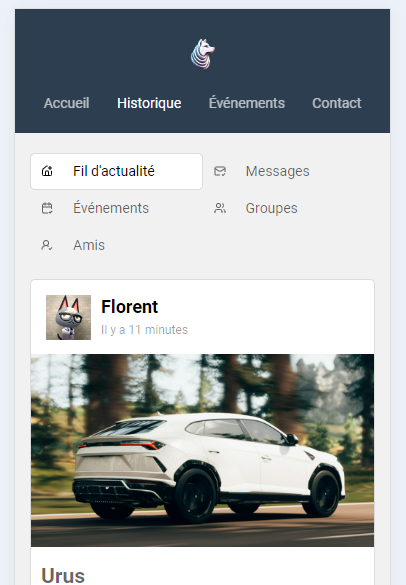 Accueil Historique Événements Contact
Fil d'actualité Messages
Événements Groupes
Amis
Florent
Il y a 11 minutes
Urus